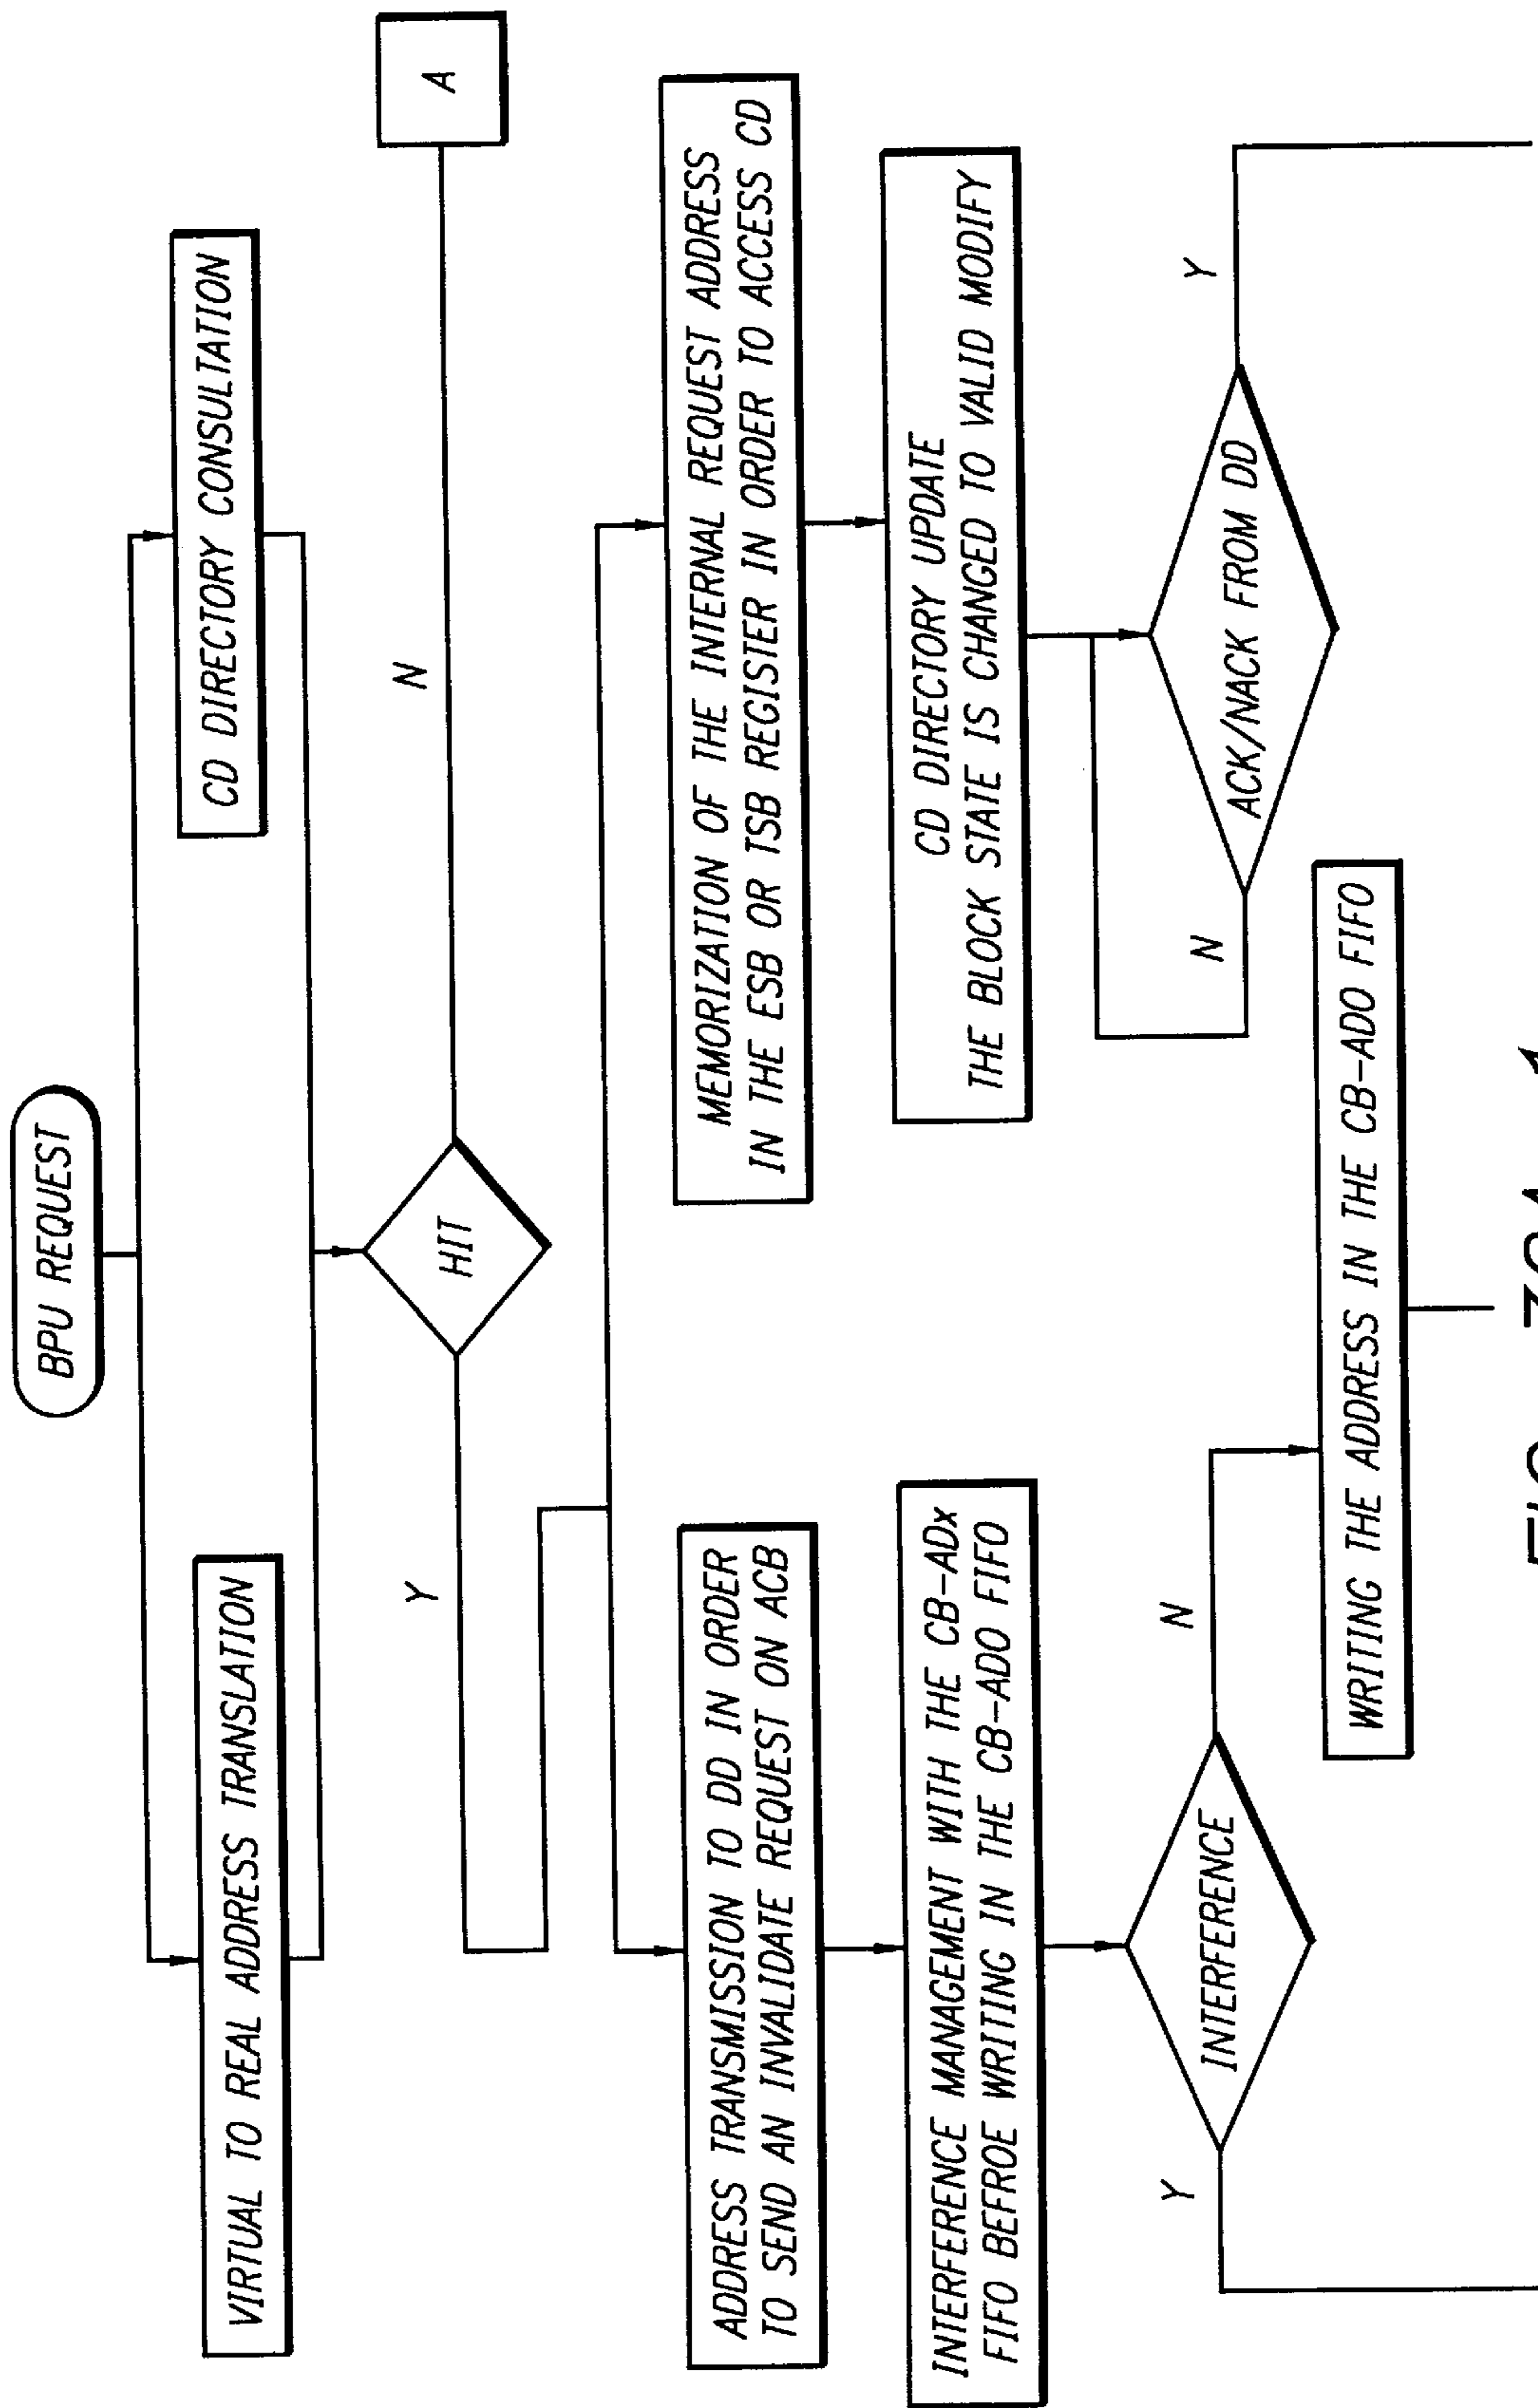 BPU REQUEST
VIRTUAL TO REAL ADDRESS TRANSLATION
CD DIRECTORY CONSULTATION
HIT
Y
N
A
ADDRESS TRANSMISSION TO DD IN ORDER
TO SEND AN INVALIDATE REQUEST ON ACB
MEMORIZATION OF THE INTERNAL REQUEST ADDRESS
IN THE ESB OR TSB REGISTER IN ORDER TO ACCESS CD
INTERFERENCE MANAGEMENT WITH THE CB-ADx
FIFO BEFROE WRITING IN THE CB-ADO FIFO
CD DIRECTORY UPDATE
THE BLOCK STATE IS CHANGED TO VALID MODIFY
Y
INTERFERENCE
N
N
ACK/NACK FROM DD
Y
WRITING THE ADDRESS IN THE CB-ADO FIFO